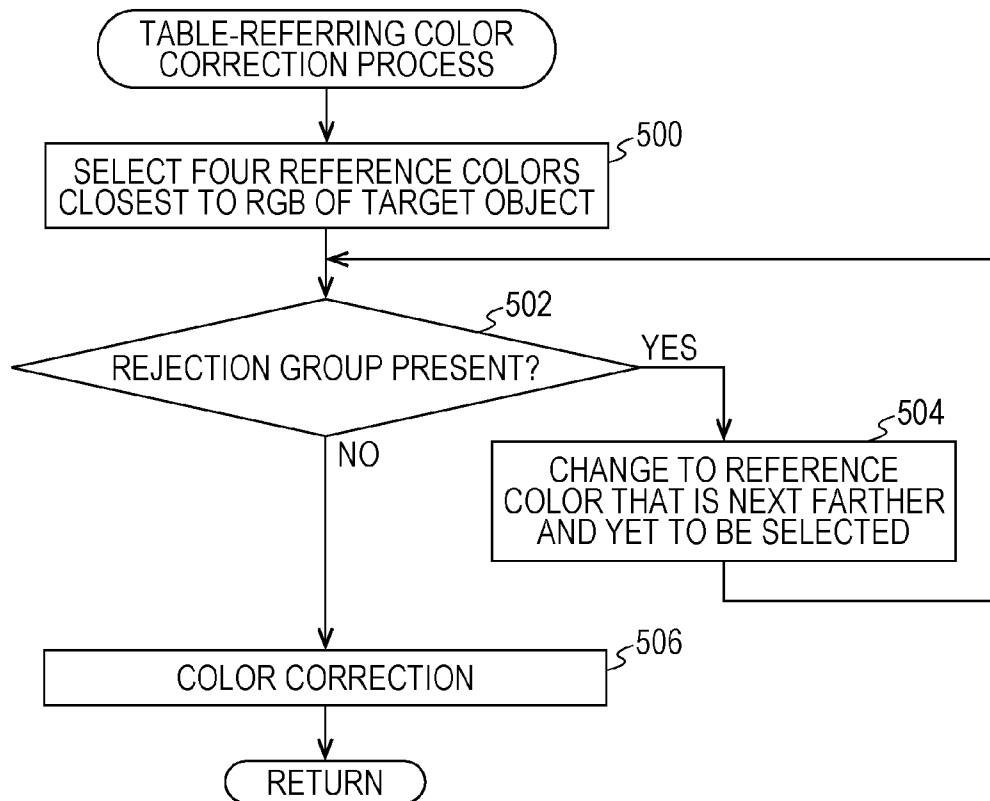 TABLE-REFERRING COLOR
CORRECTION PROCESS
500
SELECT FOUR REFERENCE COLORS
CLOSEST TO RGB OF TARGET OBJECT
502
REJECTION GROUP PRESENT?
YES
NO
504
CHANGE TO REFERENCE
COLOR THAT IS NEXT FARTHER
AND YET TO BE SELECTED
506
COLOR CORRECTION
RETURN